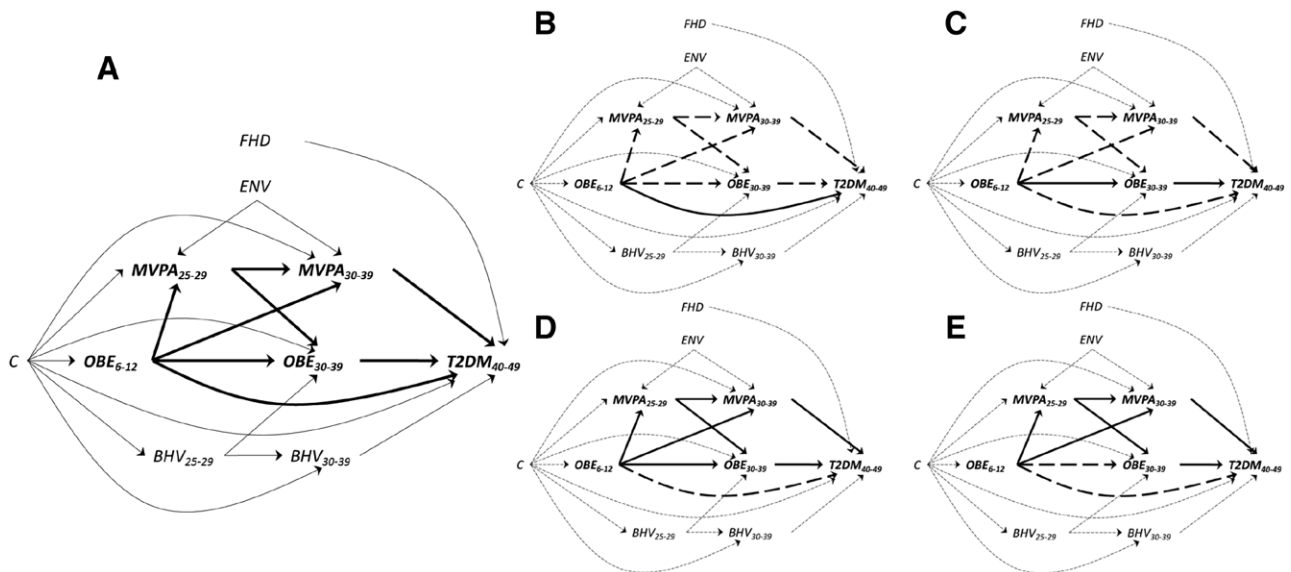 A
FHD
ENV
MVPA25-29 MVPA30-39
C OBE6-12 OBE30-39 T2DM40-49
BHV25-29 BHV30-39
B
FHD
ENV
MVPA25-29 MVPA30-39
C OBE6-12 OBE30-39 T2DM40-49
BHV25-29 BHV30-39
C
FHD
ENV
MVPA25-29 MVPA30-39
C OBE6-12 OBE30-39 T2DM40-49
BHV25-29 BHV30-39
D
FHD
ENV
MVPA25-29 MVPA30-39
C OBE6-12 OBE30-39 T2DM40-49
BHV25-29 BHV30-39
E
FHD
ENV
MVPA25-29 MVPA30-39
C OBE6-12 OBE30-39 T2DM40-49
BHV25-29 BHV30-39